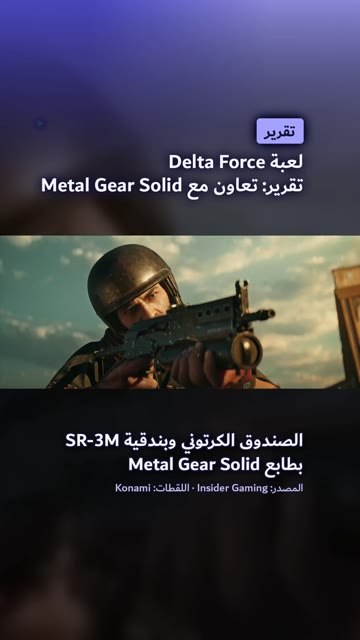 تقرير
لعبة Delta Force
تقرير: تعاون مع Metal Gear Solid
الصندوق الكرتوني وبندقية SR-3M
بطابع Metal Gear Solid
المصدر: Insider Gaming · اللقطات: Konami